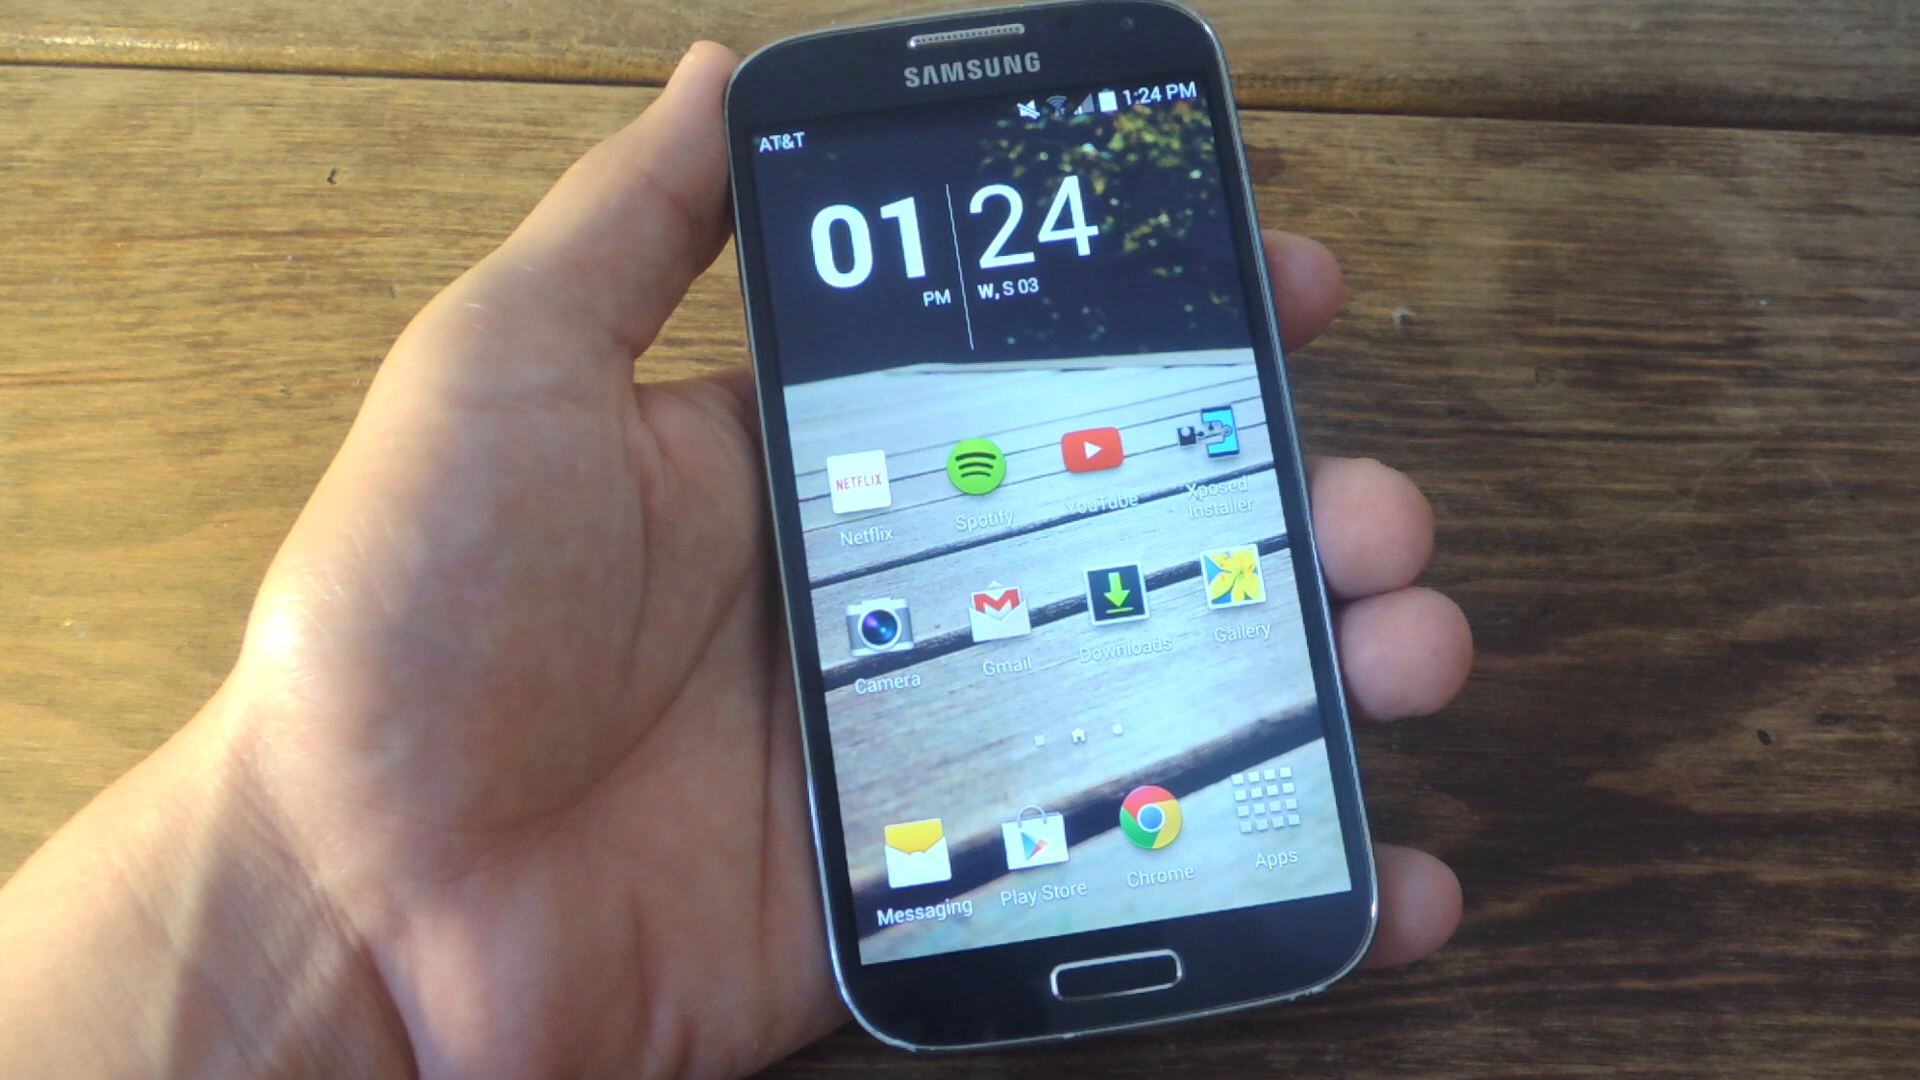 SAMSUNG
1:24 PM
AT&T
01 24
PM W, S 03
NETFLIX
Netflix
Spotify
YouTube
Xposed
Installer
Camera
Gmail
Downloads
Gallery
Messaging
Play Store
Chrome
Apps